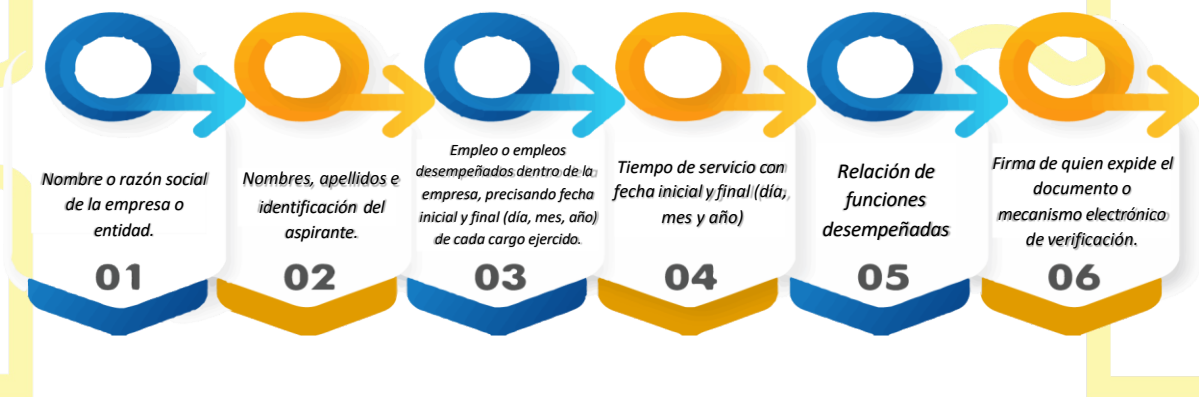 Nombre o razón social
de la empresa o
entidad.
01
Nombres, apellidos e
identificación del
aspirante.
02
Empleo o empleos
desempeñados dentro de la
empresa, precisando fecha
inicial y final (día, mes, año)
de cada cargo ejercido.
03
Tiempo de servicio con
fecha inicial y final (día,
mes y año)
04
Relación de
funciones
desempeñadas
05
Firma de quien expide el
documento o
mecanismo electrónico
de verificación.
06